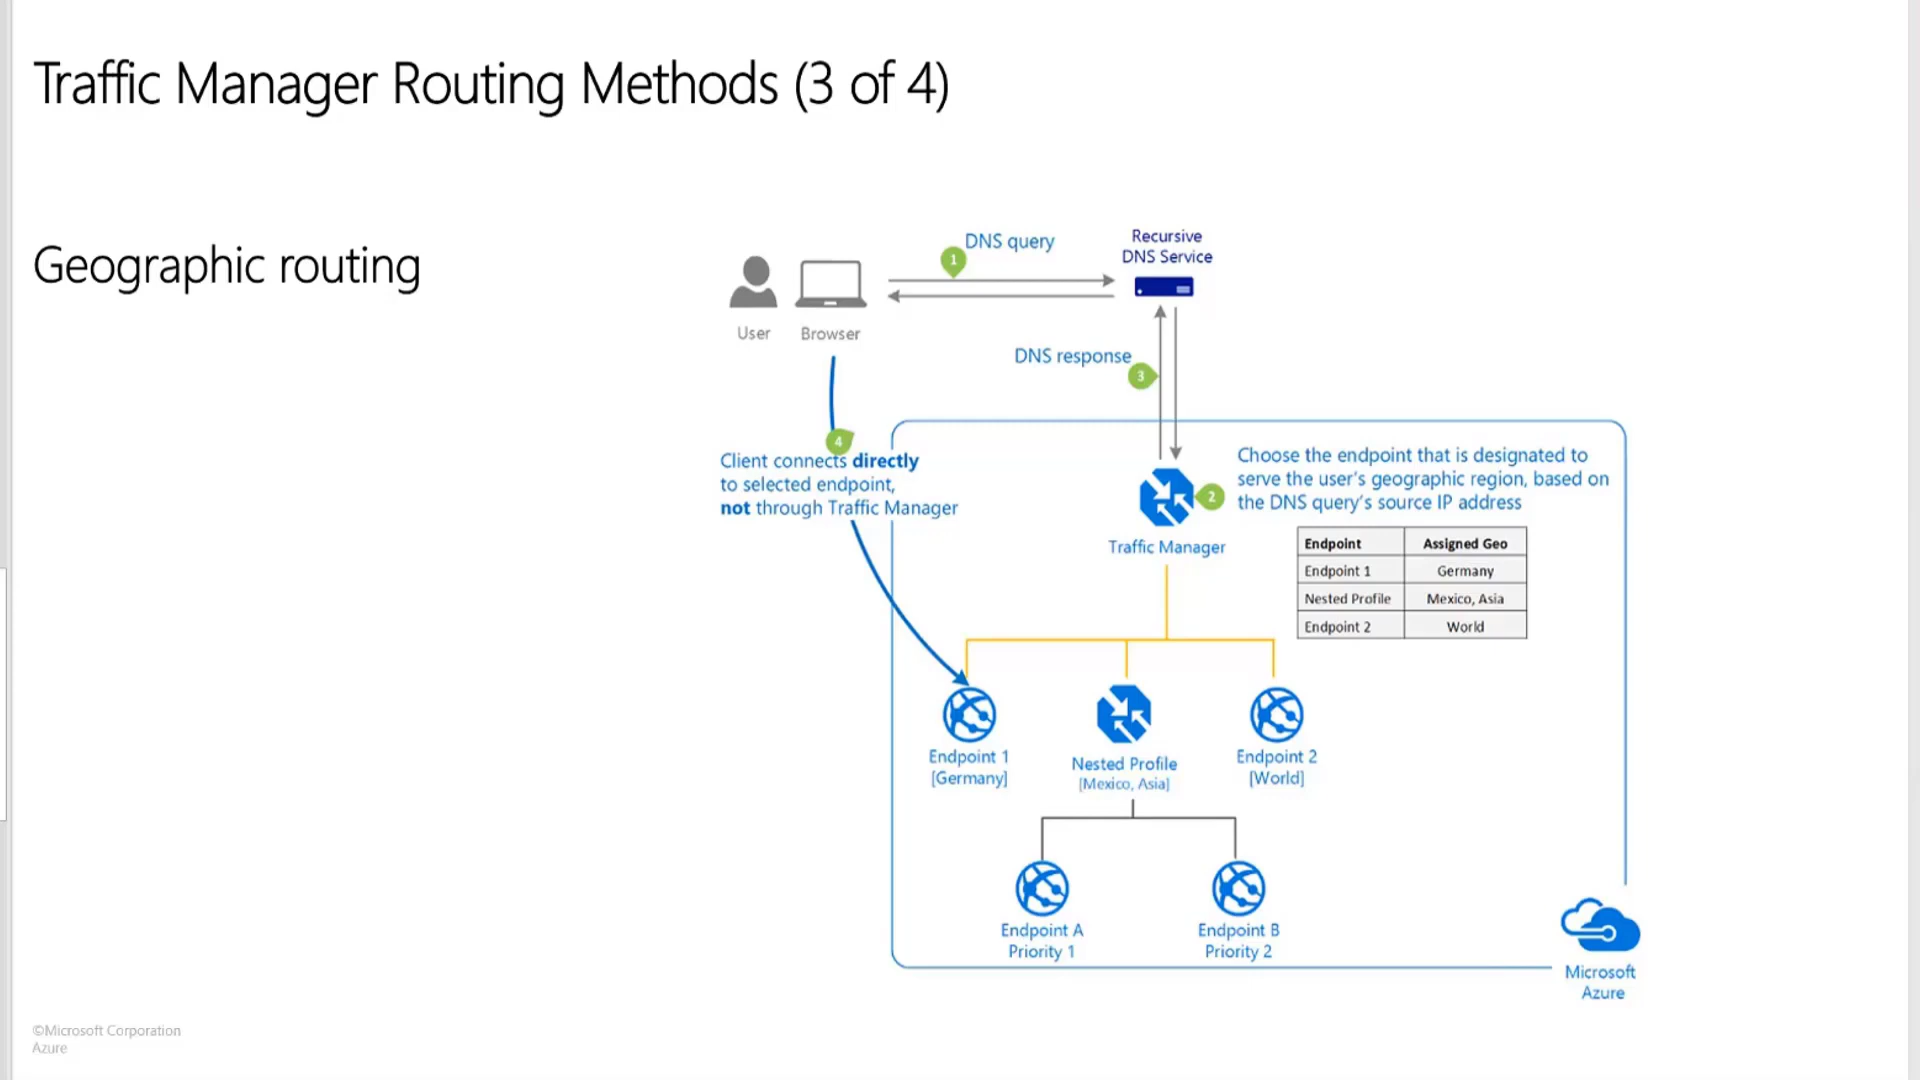 Traffic Manager Routing Methods (3 of 4)
Geographic routing
DNS query
1
Recursive
DNS Service
User
Browser
DNS response
3
4
Client connects directly
to selected endpoint,
not through Traffic Manager
2
Choose the endpoint that is designated to
serve the user's geographic region, based on
the DNS query's source IP address
Traffic Manager
Endpoint Assigned Geo
Endpoint 1 Germany
Nested Profile Mexico, Asia
Endpoint 2 World
Endpoint 1
[Germany]
Nested Profile
[Mexico, Asia]
Endpoint 2
[World]
Endpoint A
Priority 1
Endpoint B
Priority 2
Microsoft
Azure
©Microsoft Corporation
Azure